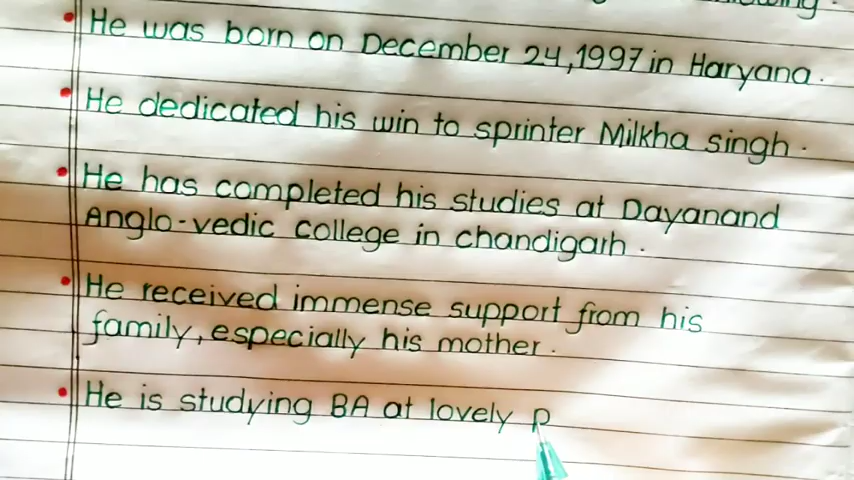 He was born on December 24,1997 in Haryana.
He dedicated his win to sprinter Milkha singh.
He has completed his studies at Dayanand
Anglo-vedic college in chandigarh.
He received immense support from his
family, especially his mother.
He is studying BA at lovely p